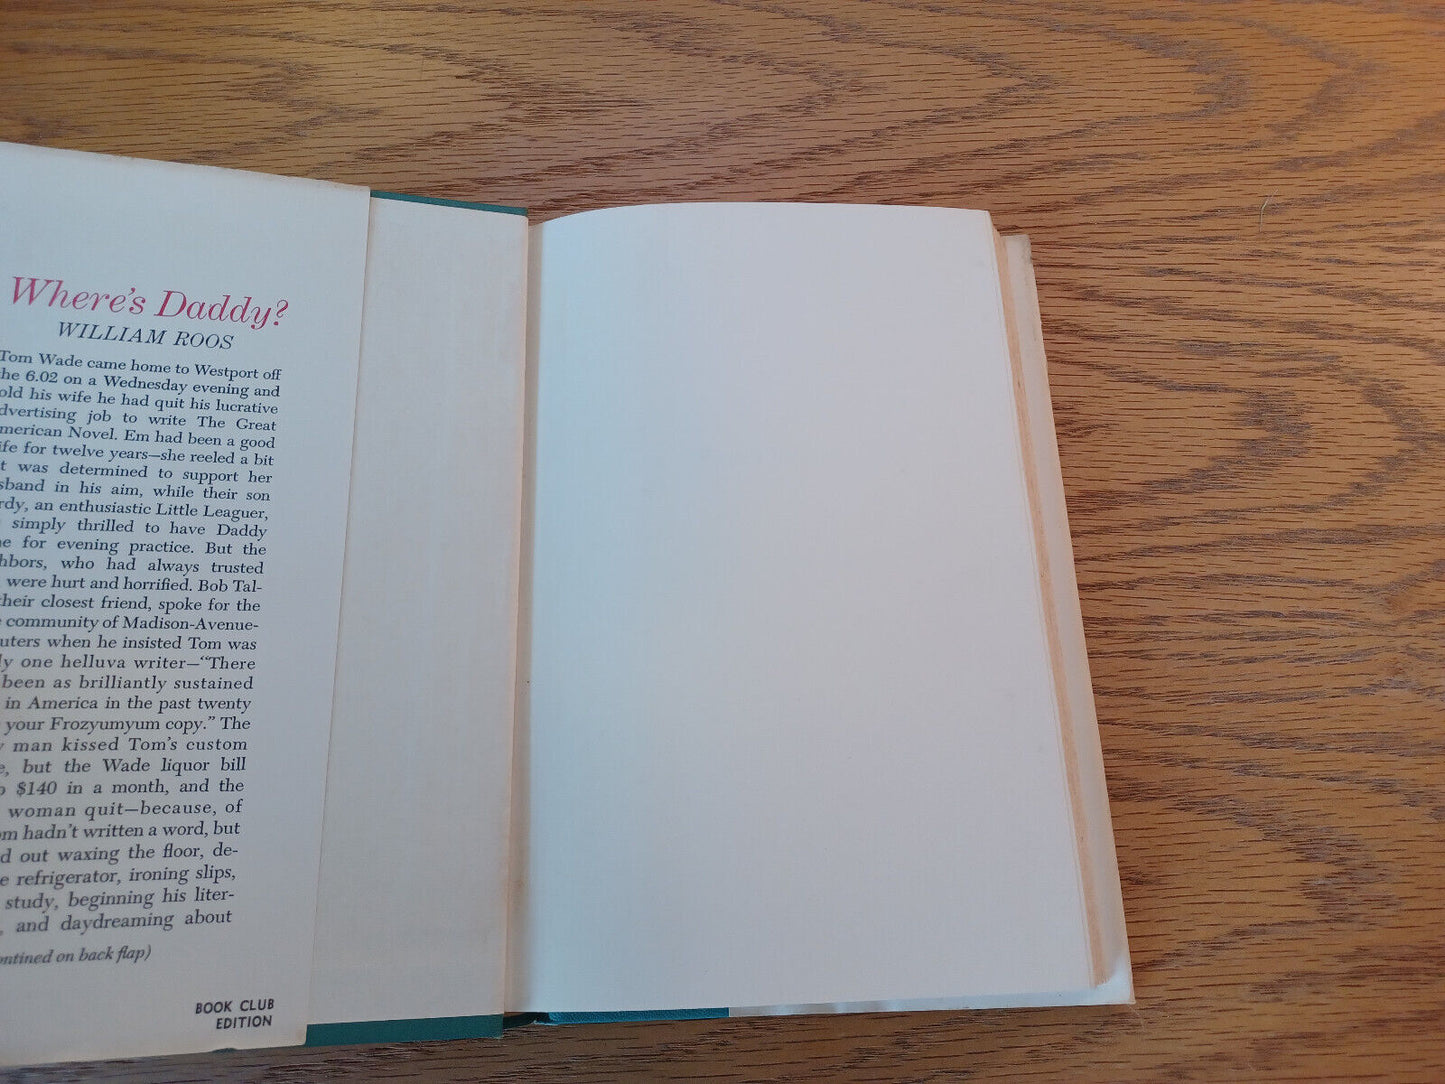 Where's Daddy?
WILLIAM ROOS
Tom Wade came home to Westport off
the 6.02 on a Wednesday evening and
old his wife he had quit his lucrative
dvertising job to write The Great
merican Novel. Em had been a good
ife for twelve years—she reeled a bit
t was determined to support her
sband in his aim, while their son
rdy, an enthusiastic Little Leaguer,
simply thrilled to have Daddy
e for evening practice. But the
hbors, who had always trusted
were hurt and horrified. Bob Tal-
their closest friend, spoke for the
community of Madison-Avenue-
uters when he insisted Tom was
ly one helluva writer—“There
been as brilliantly sustained
in America in the past twenty
your Frozyumyum copy.” The
y man kissed Tom's custom
e, but the Wade liquor bill
o $140 in a month, and the
woman quit—because, of
om hadn't written a word, but
d out waxing the floor, de-
e refrigerator, ironing slips,
study, beginning his liter-
, and daydreaming about
ontined on back flap)
BOOK CLUB
EDITION